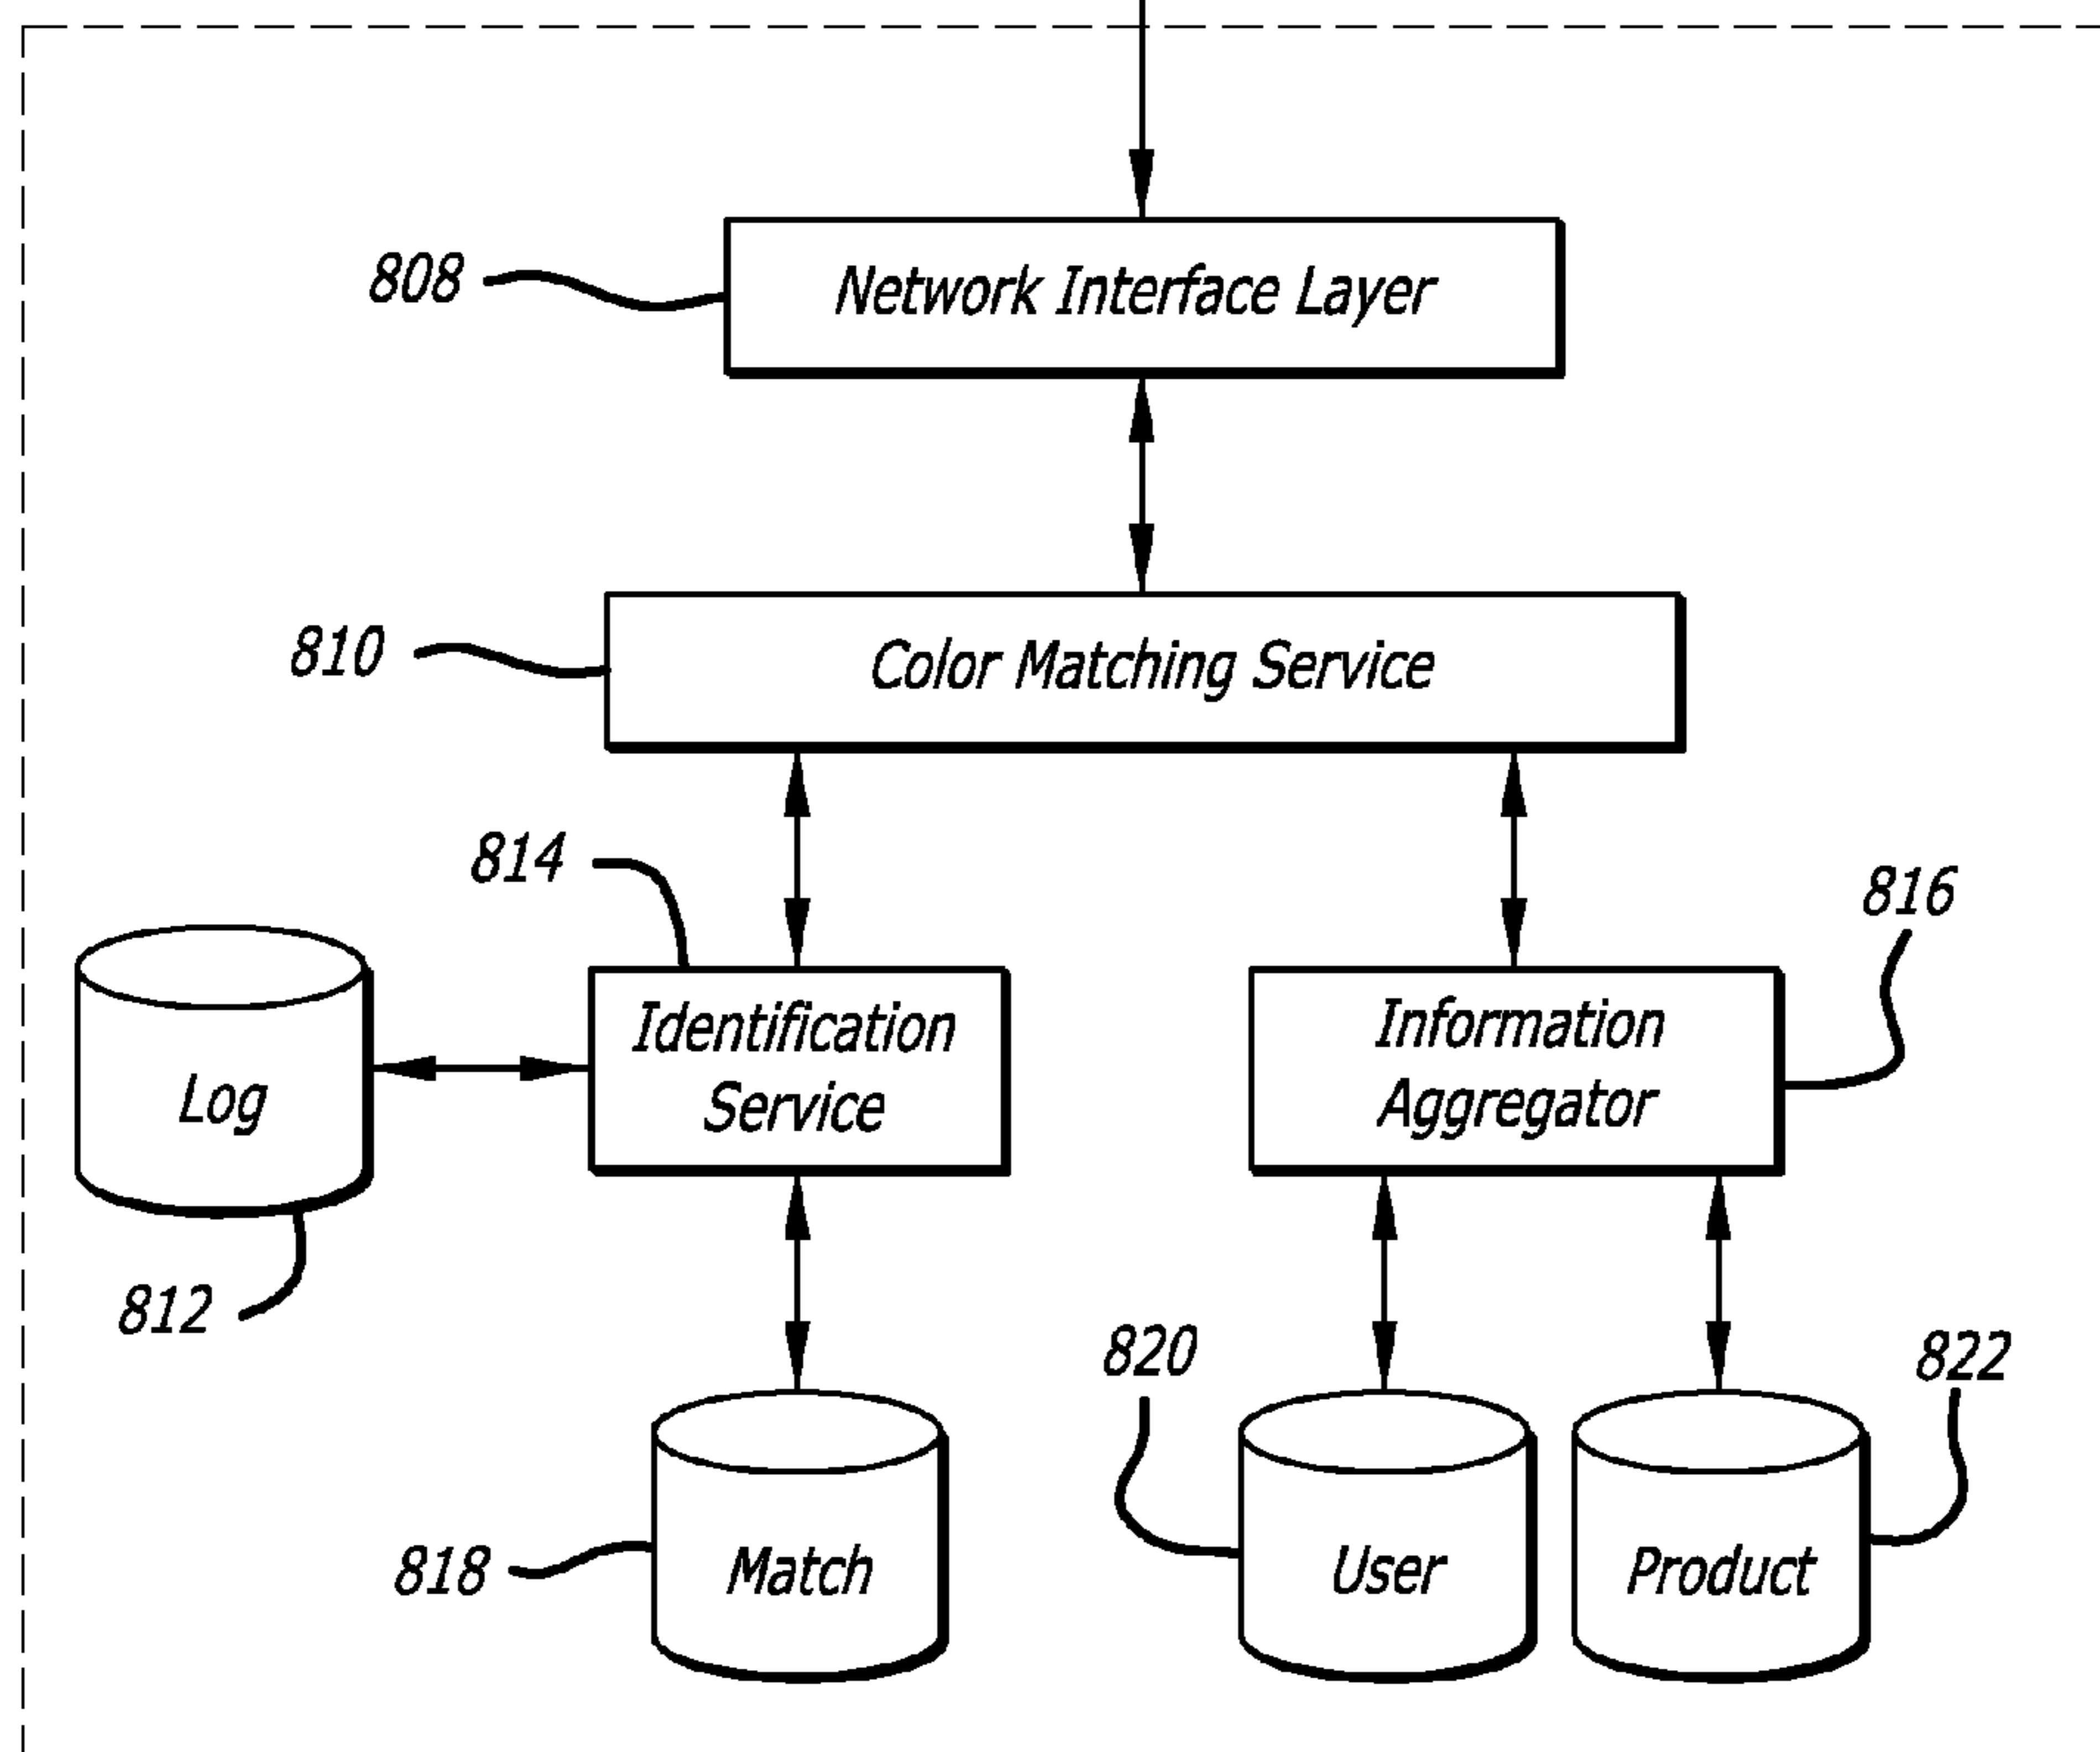 808
Network Interface Layer
810
Color Matching Service
814
816
Log
Identification
Service
Information
Aggregator
812
820
822
818
Match
User
Product